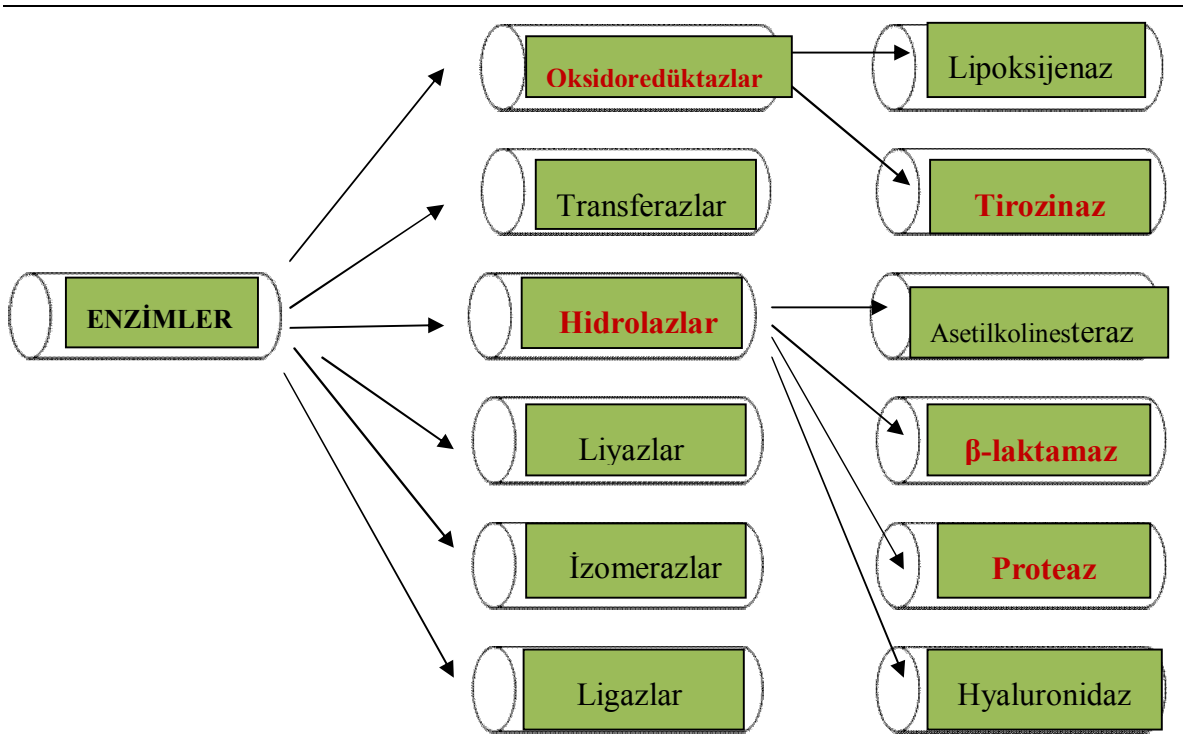 Oksidoredüktazlar
Lipoksijenaz
Transferazlar
Tirozinaz
ENZİMLER
Hidrolazlar
Asetilkolinesteraz
Liyazlar
β-laktamaz
İzomerazlar
Proteaz
Ligazlar
Hyaluronidaz